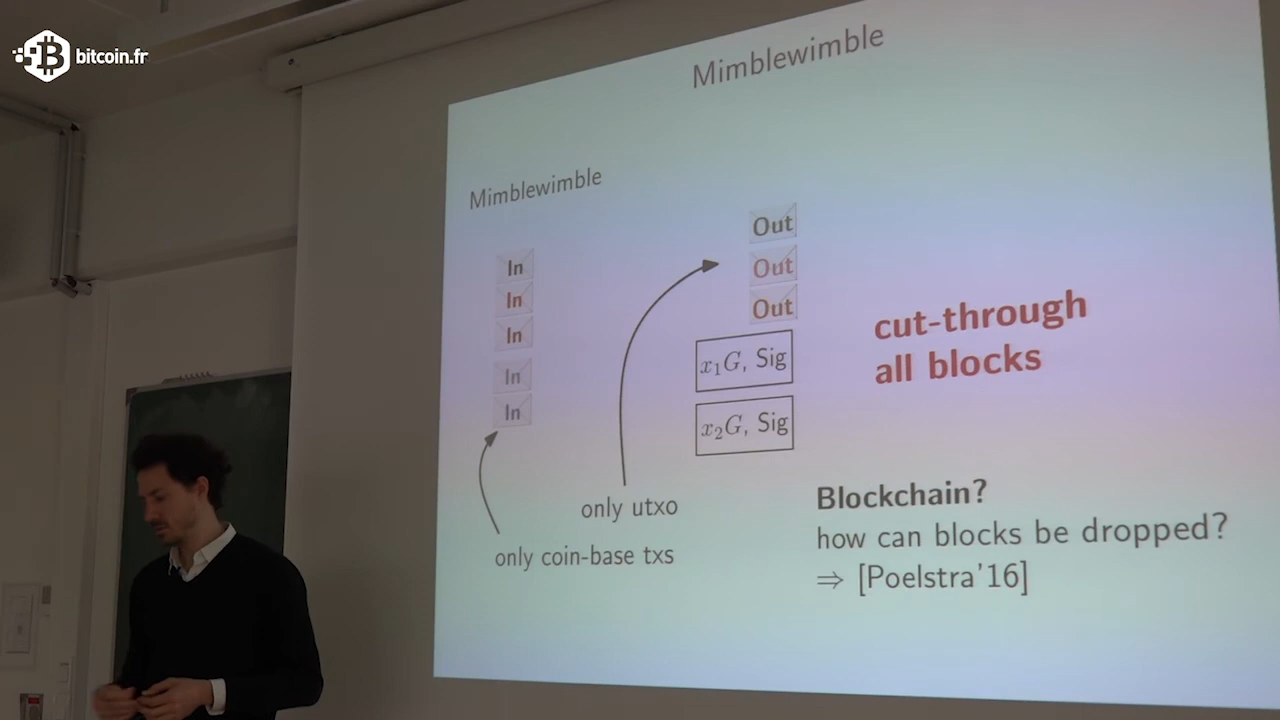 bitcoin.fr
Mimblewimble
Mimblewimble
In
In
In
In
In
Out
Out
Out
x₁G, Sig
x₂G, Sig
cut-through
all blocks
only utxo
only coin-base txs
Blockchain?
how can blocks be dropped?
⇒ [Poelstra'16]